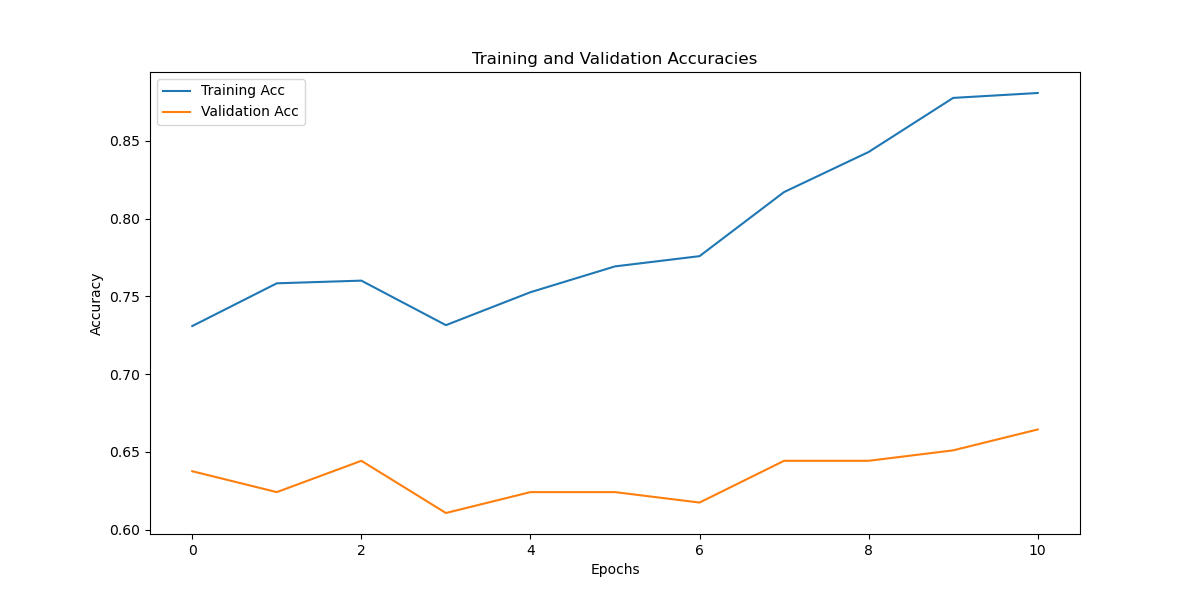 Training and Validation Accuracies
Training Acc
Validation Acc
0.85
0.80
0.75
0.70
0.65
0.60
Accuracy
0 2 4 6 8 10
Epochs